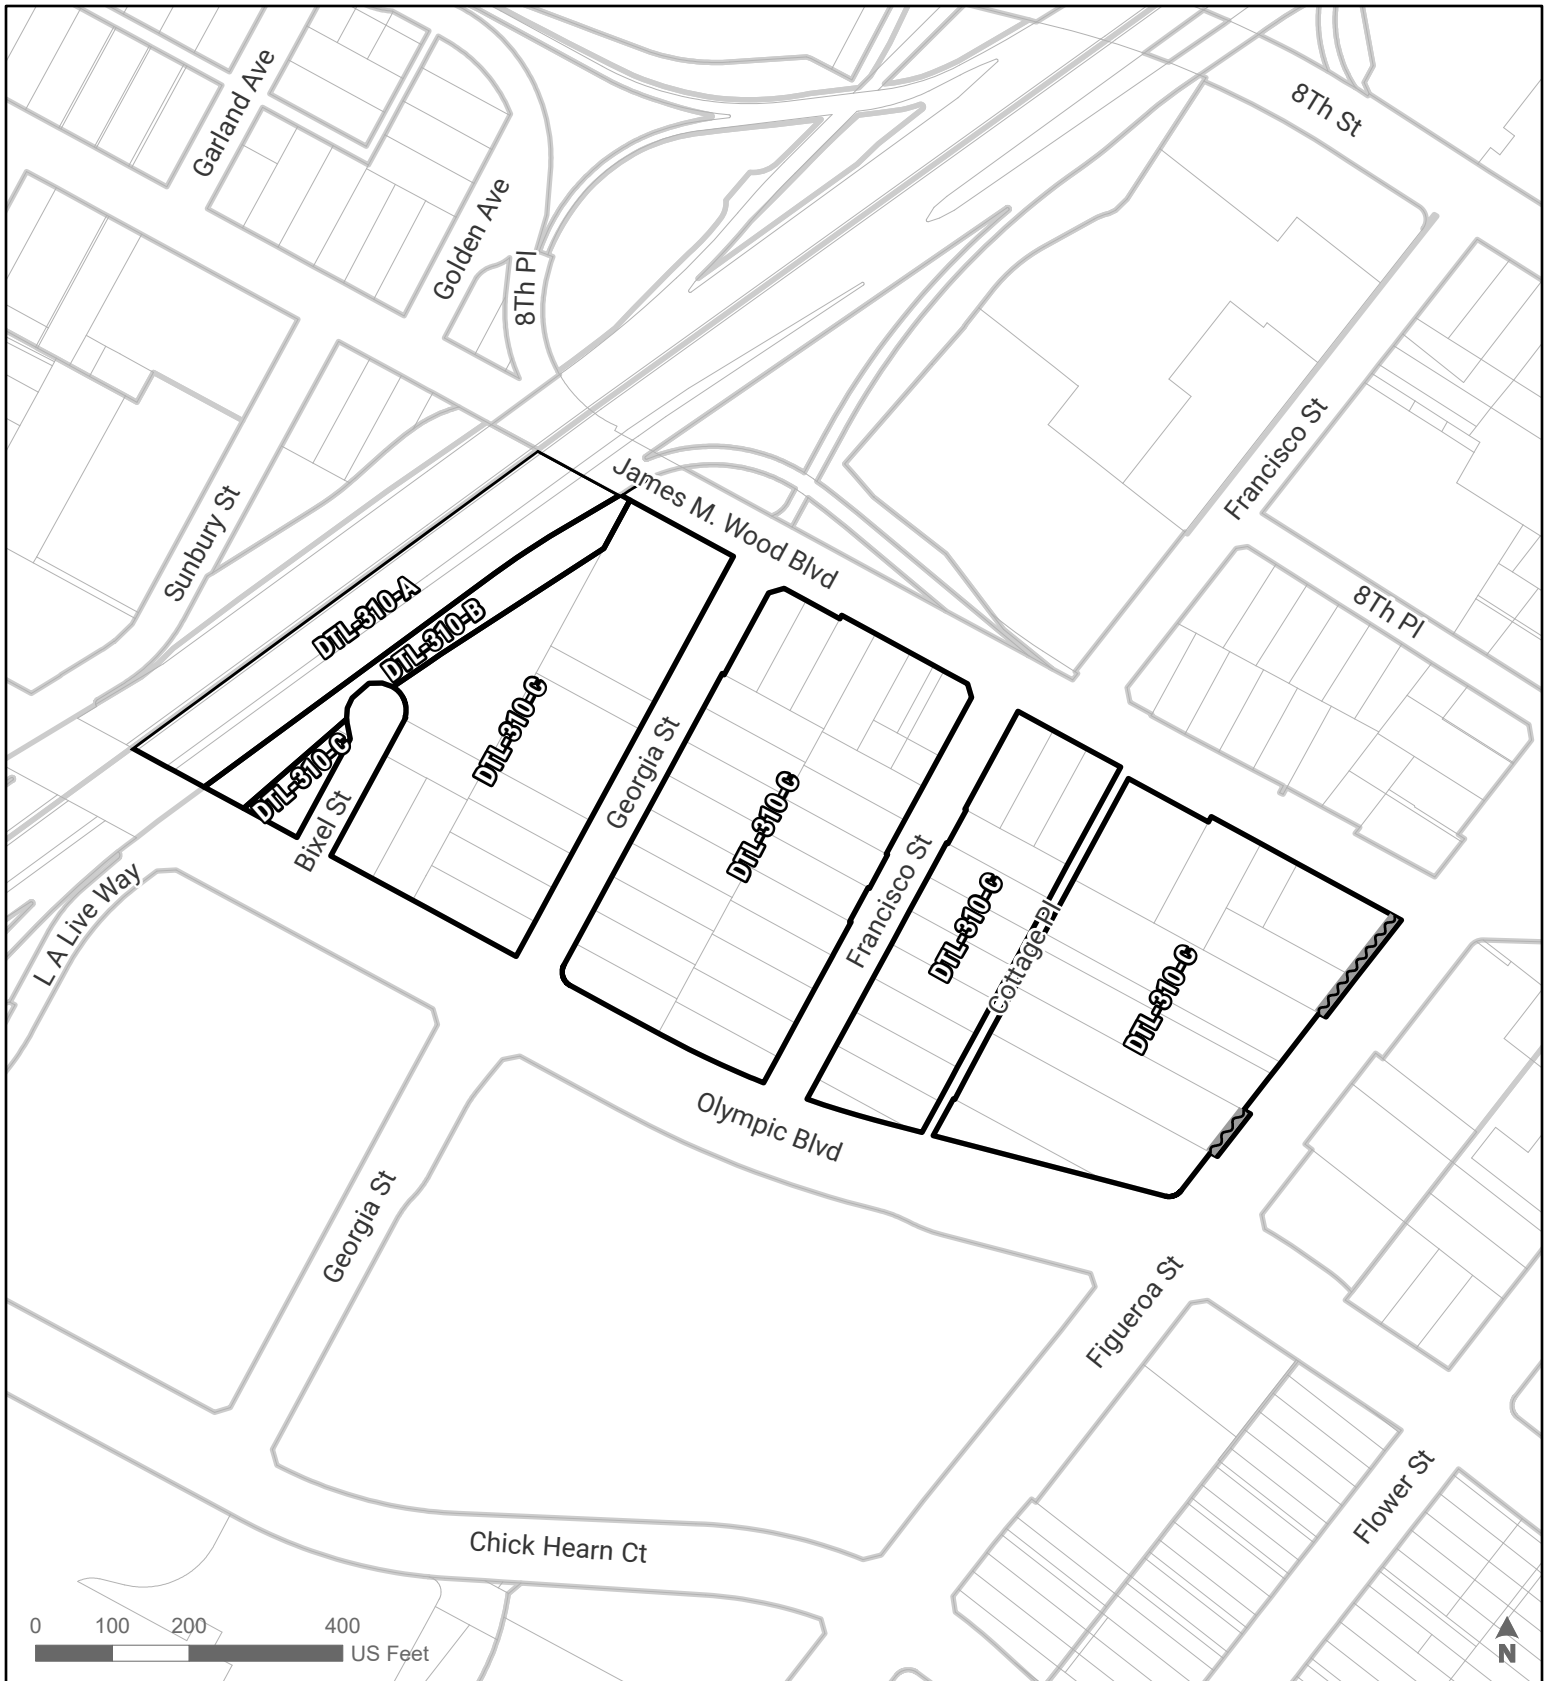 8Th St
Garland Ave
Golden Ave
8Th Pl
Francisco St
James M. Wood Blvd
Sunbury St
DTL-310-A
DTL-310-B
8Th Pl
DTL-310-C
DTL-310-C
Georgia St
DTL-310-C
Bixel St
Francisco St
DTL-310-C
Cottage Pl
DTL-310-C
L A Live Way
Olympic Blvd
Georgia St
Figueroa St
Flower St
Chick Hearn Ct
0 100 200 400
US Feet
N